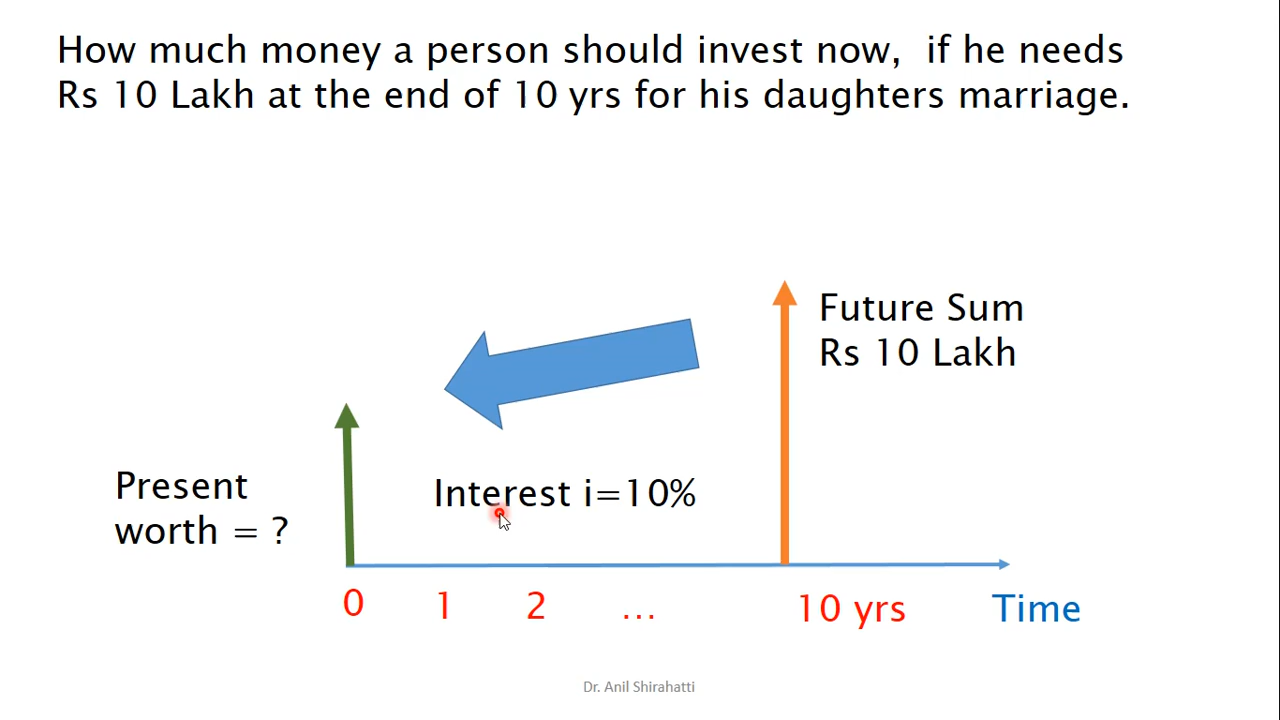 How much money a person should invest now,  if he needs
Rs 10 Lakh at the end of 10 yrs for his daughters marriage.
Future Sum
Rs 10 Lakh
Present
worth = ?
Interest i=10%
0
1
2
...
10 yrs
Time
Dr. Anil Shirahatti